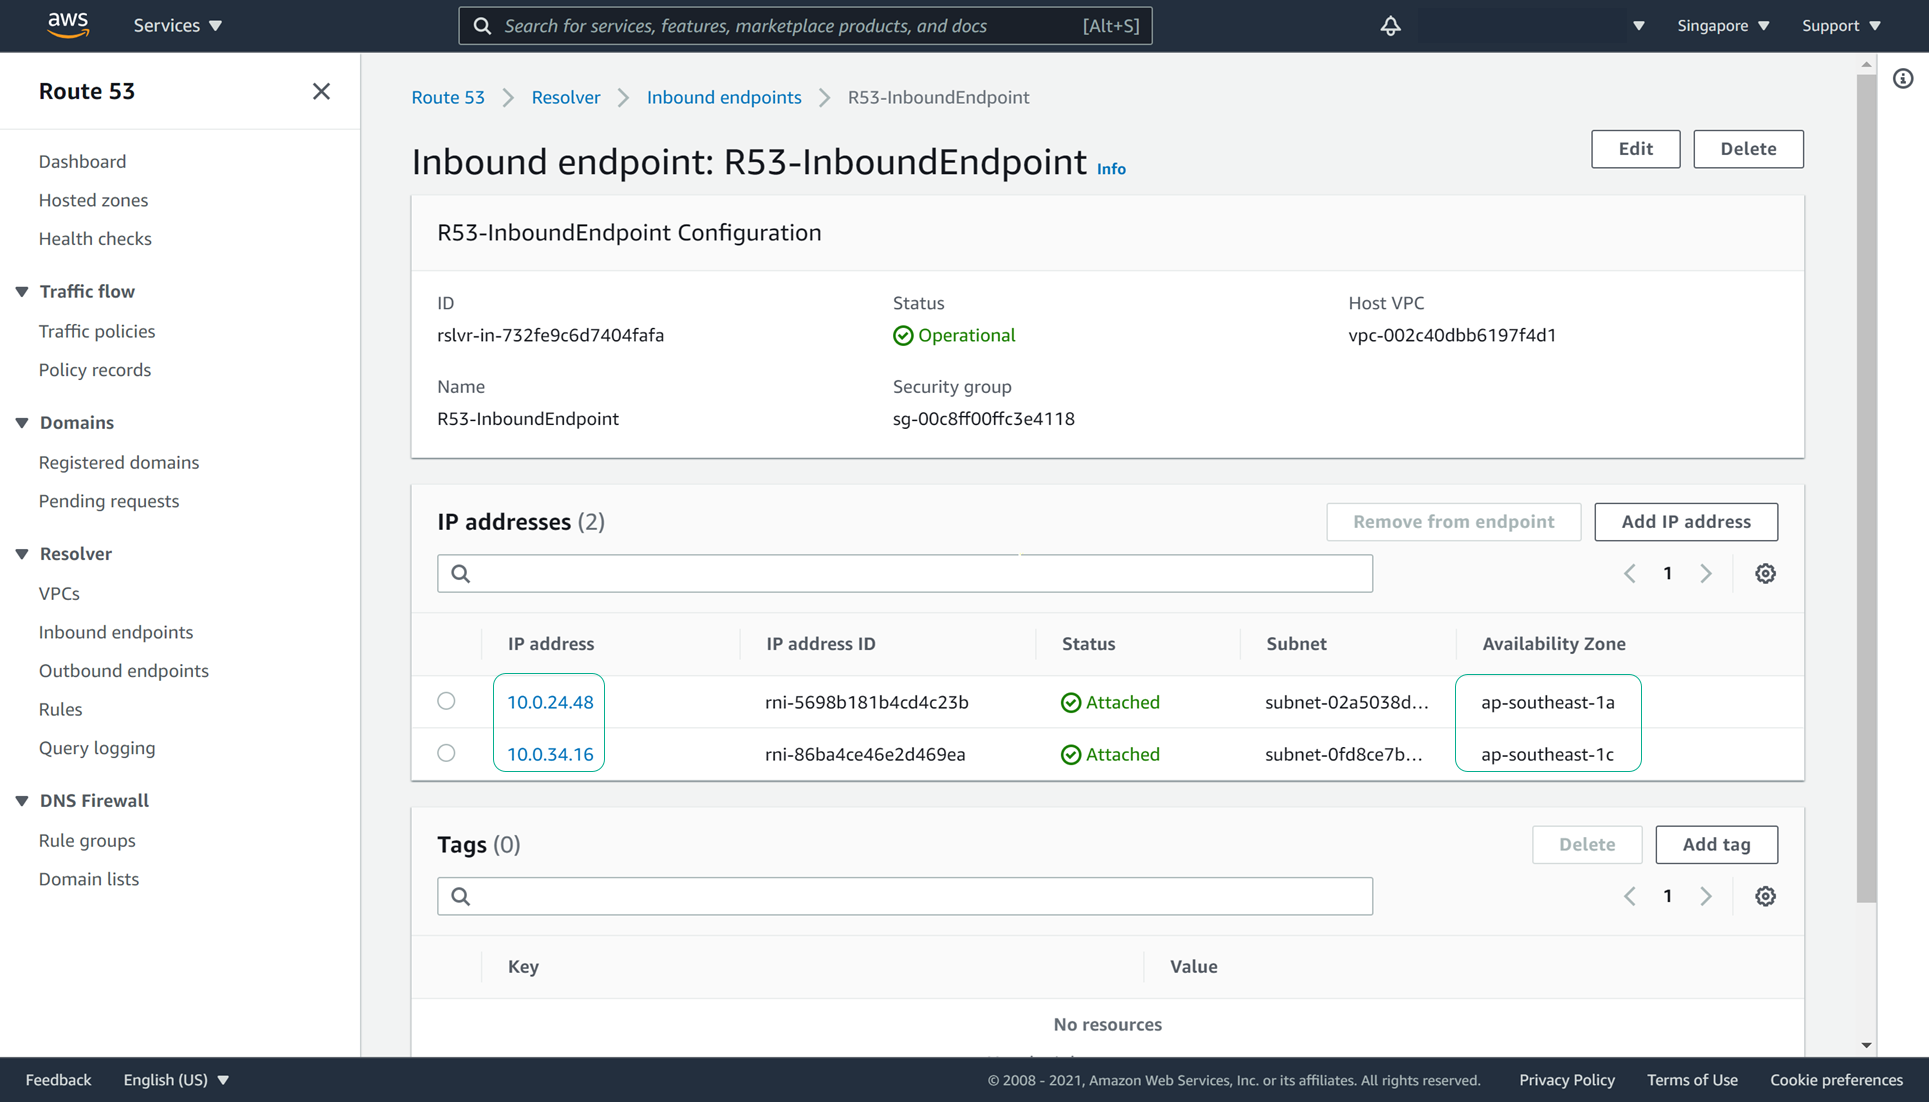 aws Services Search for services, features, marketplace products, and docs [Alt+S] Singapore Support
Route 53
Dashboard
Hosted zones
Health checks
Traffic flow
Traffic policies
Policy records
Domains
Registered domains
Pending requests
Resolver
VPCs
Inbound endpoints
Outbound endpoints
Rules
Query logging
DNS Firewall
Rule groups
Domain lists
Route 53 Resolver Inbound endpoints R53-InboundEndpoint
Inbound endpoint: R53-InboundEndpoint Info Edit Delete
R53-InboundEndpoint Configuration
ID Status Host VPC
rslvr-in-732fe9c6d7404fafa Operational vpc-002c40dbb6197f4d1
Name Security group
R53-InboundEndpoint sg-00c8ff00ffc3e4118
IP addresses (2) Remove from endpoint Add IP address
1
IP address IP address ID Status Subnet Availability Zone
10.0.24.48 rni-5698b181b4cd4c23b Attached subnet-02a5038d... ap-southeast-1a
10.0.34.16 rni-86ba4ce46e2d469ea Attached subnet-0fd8ce7b... ap-southeast-1c
Tags (0) Delete Add tag
1
Key Value
No resources
Feedback English (US) © 2008 - 2021, Amazon Web Services, Inc. or its affiliates. All rights reserved. Privacy Policy Terms of Use Cookie preferences